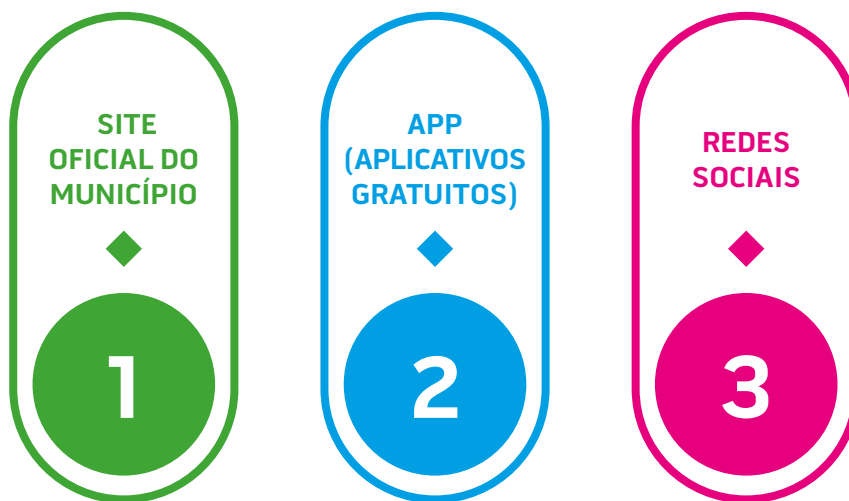 SITE
OFICIAL DO
MUNICÍPIO
1
APP
(APLICATIVOS
GRATUITOS)
2
REDES
SOCIAIS
3